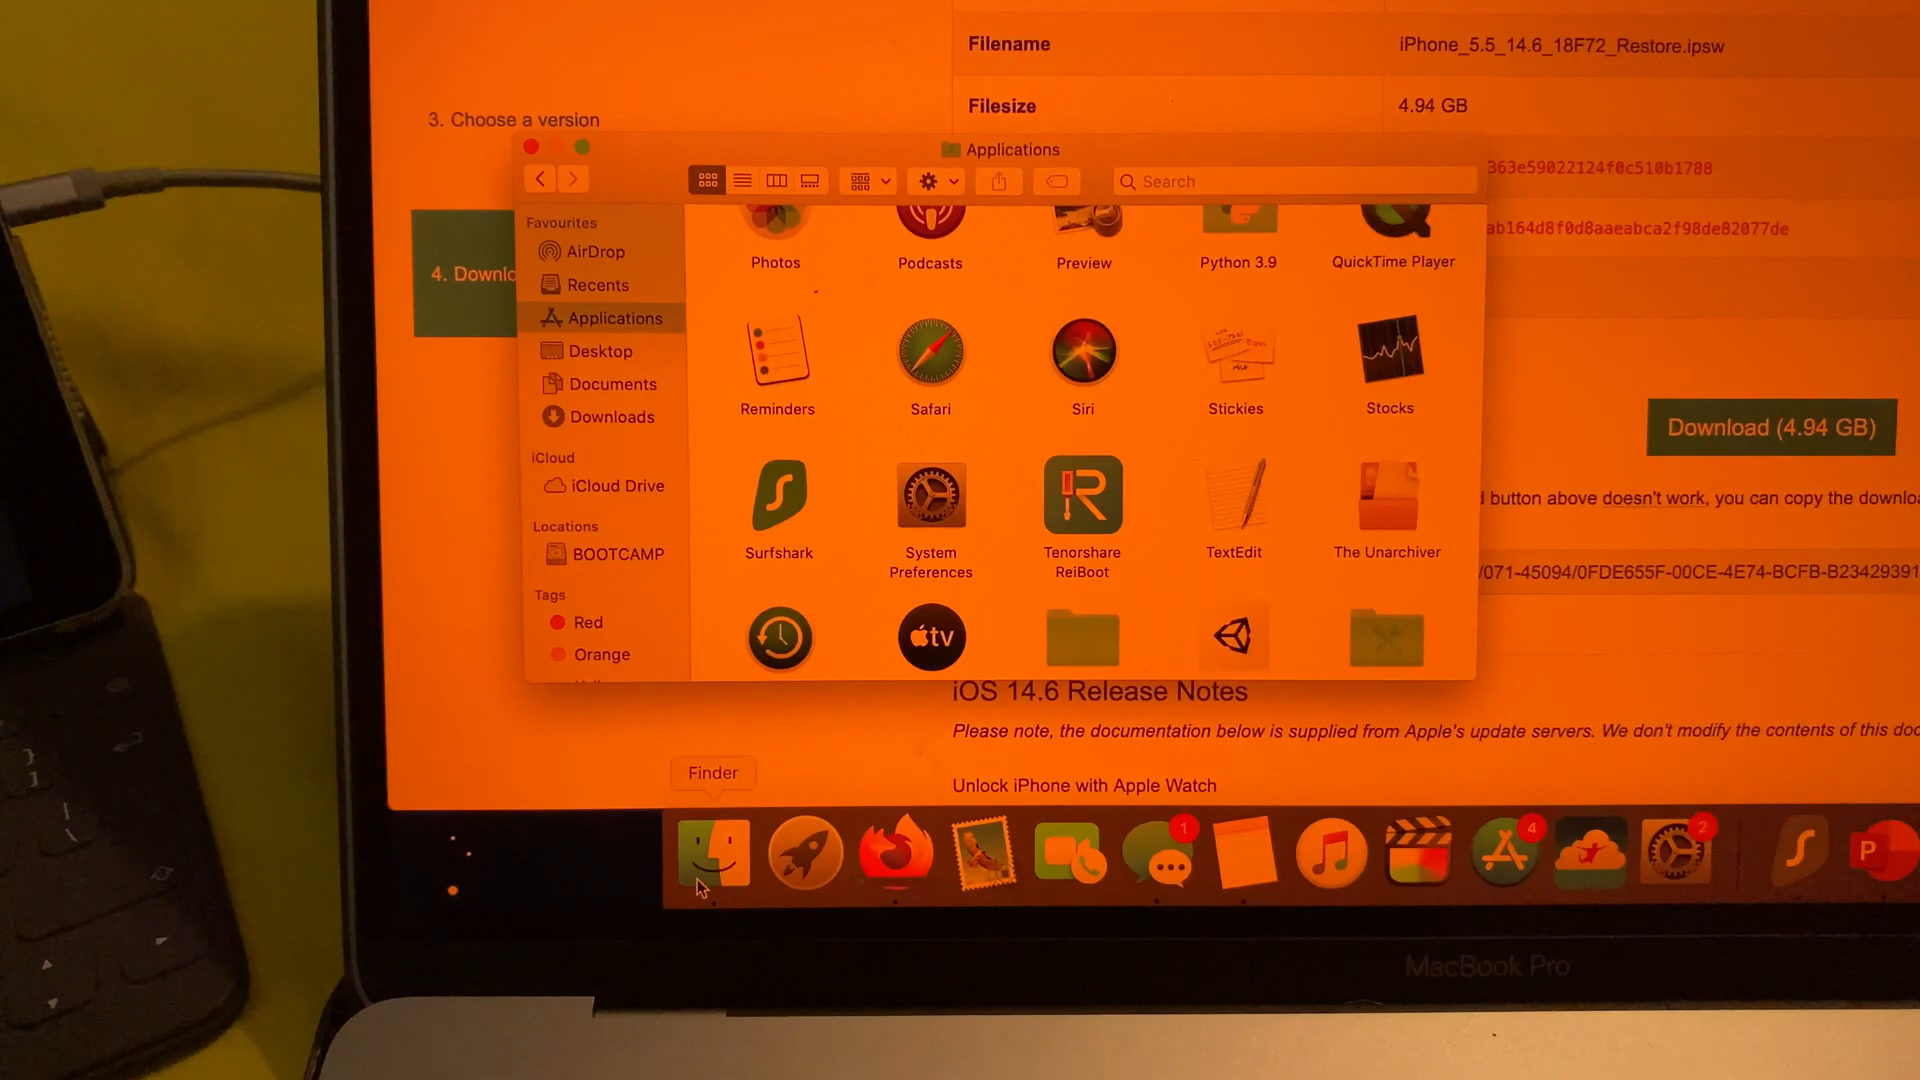 Filename
iPhone_5.5_14.6_18F72_Restore.ipsw
Filesize
4.94 GB
3. Choose a version
363e59022124f0c510b1788
ab164d8f0d8aaeabca2f98de82077de
4. Downlo
Applications
Search
Favourites
AirDrop
Recents
Applications
Desktop
Documents
Downloads
iCloud
iCloud Drive
Locations
BOOTCAMP
Tags
Red
Orange
Photos
Podcasts
Preview
Python 3.9
QuickTime Player
Reminders
Safari
Siri
Stickies
Stocks
Surfshark
System
Preferences
Tenorshare
ReiBoot
TextEdit
The Unarchiver
tv
Download (4.94 GB)
d button above doesn't work, you can copy the downloa
/071-45094/0FDE655F-00CE-4E74-BCFB-B23429391
iOS 14.6 Release Notes
Please note, the documentation below is supplied from Apple's update servers. We don't modify the contents of this doc
Unlock iPhone with Apple Watch
Finder
1
4
2
P
MacBook Pro